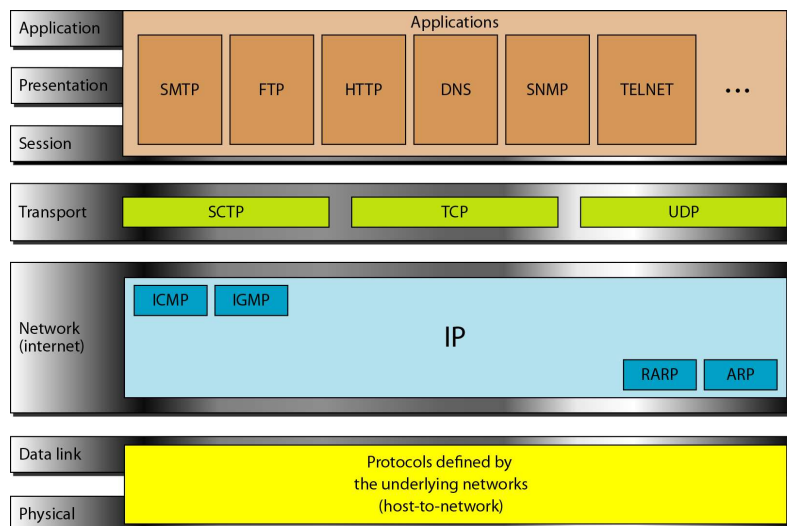 Application
Applications
Presentation
SMTP
FTP
HTTP
DNS
SNMP
TELNET
...
Session
Transport
SCTP
TCP
UDP
Network
(internet)
ICMP
IGMP
IP
RARP
ARP
Data link
Physical
Protocols defined by
the underlying networks
(host-to-network)